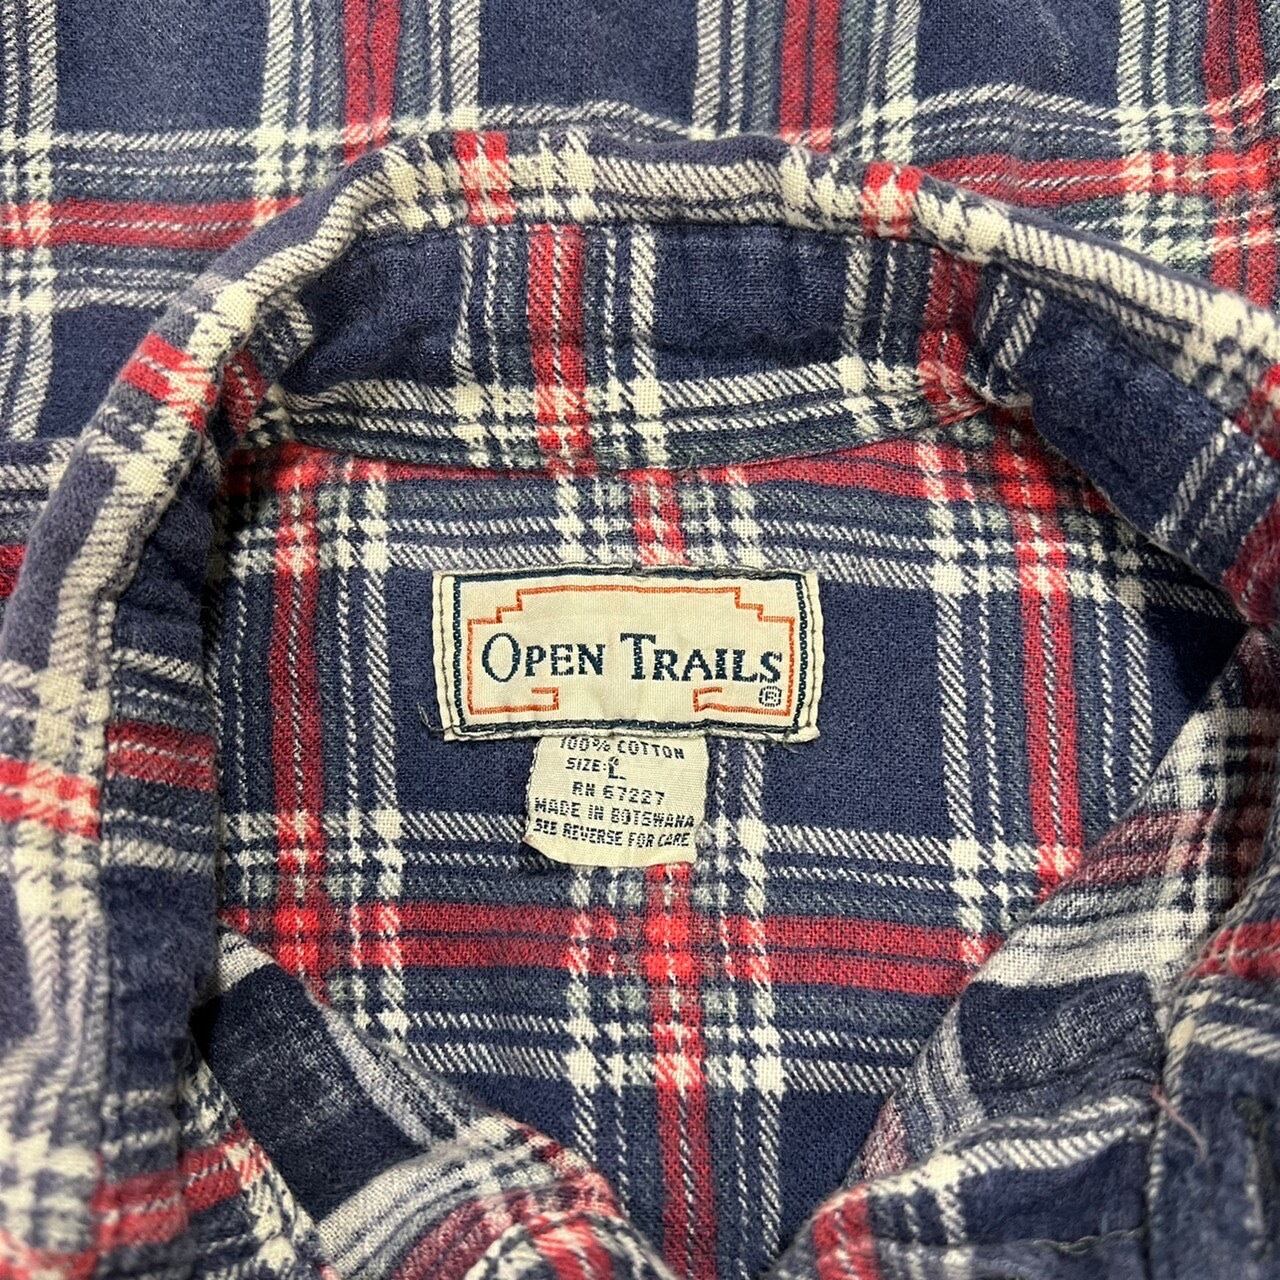 OPEN TRAILS ®
100% COTTON
SIZE: L
RN 67227
MADE IN BOTSWANA
SEE REVERSE FOR CARE